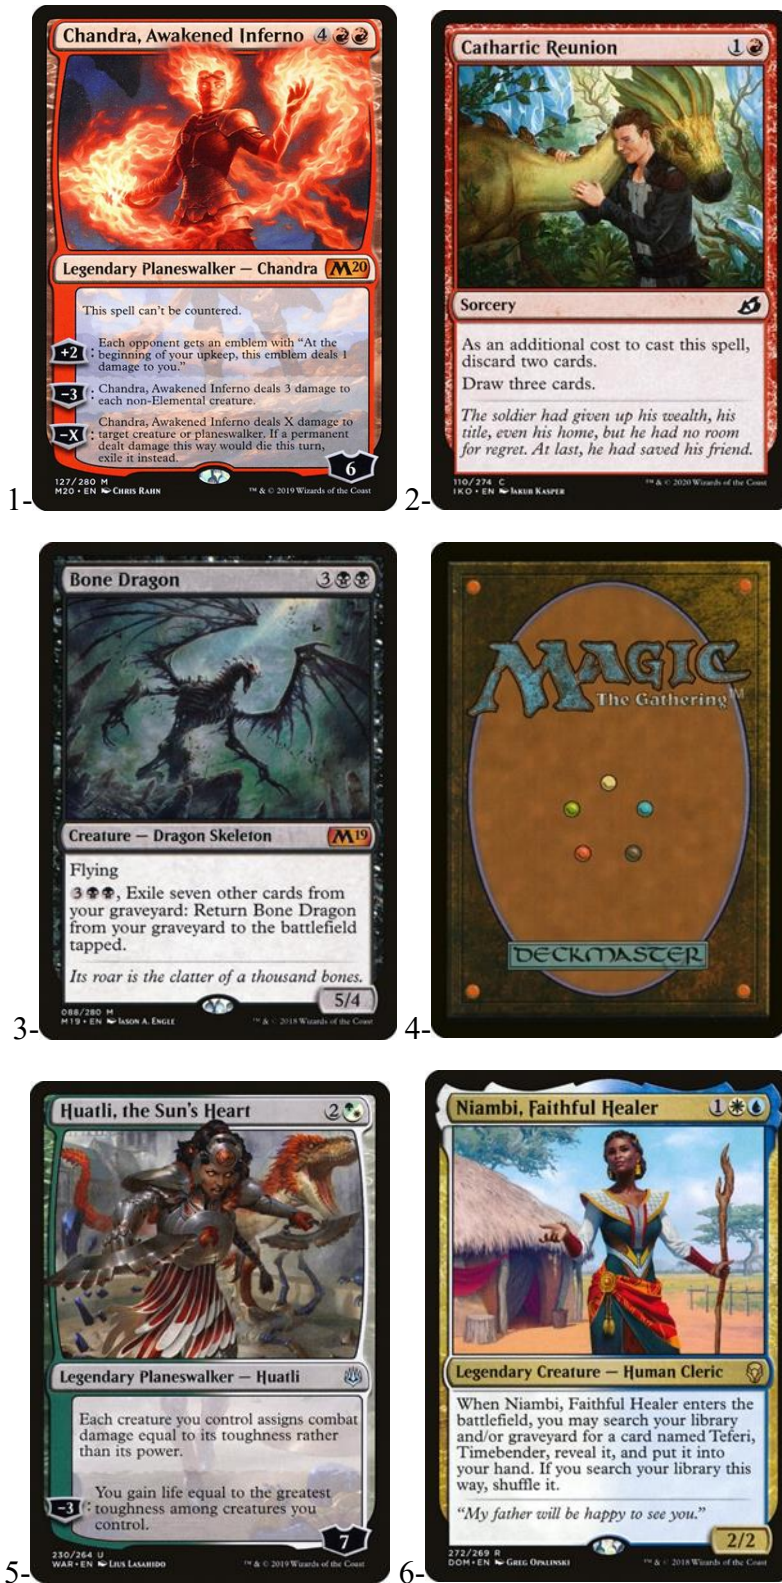 Chandra, Awakened Inferno 4
Legendary Planeswalker — Chandra M20
This spell can't be countered.
+2 : Each opponent gets an emblem with “At the
beginning of your upkeep, this emblem deals 1
damage to you.”
−3 : Chandra, Awakened Inferno deals 3 damage to
each non-Elemental creature.
−X : Chandra, Awakened Inferno deals X damage to
target creature or planeswalker. If a permanent
dealt damage this way would die this turn,
exile it instead.
6
127/280 M
M20 • EN CHRIS RAHN
™ & © 2019 Wizards of the Coast
1-
Cathartic Reunion 1
Sorcery
As an additional cost to cast this spell,
discard two cards.
Draw three cards.
The soldier had given up his wealth, his
title, even his home, but he had no room
for regret. At last, he had saved his friend.
110/274 C
IKO • EN JAKUB KASPER
™ & © 2020 Wizards of the Coast
2-
Bone Dragon 3
Creature — Dragon Skeleton M19
Flying
3, Exile seven other cards from
your graveyard: Return Bone Dragon
from your graveyard to the battlefield
tapped.
Its roar is the clatter of a thousand bones.
5/4
088/280 M
M19 • EN JASON A. ENGLE
™ & © 2018 Wizards of the Coast
3-
MAGIC
The Gathering™
DECKMASTER
4-
Huatli, the Sun's Heart 2
Legendary Planeswalker — Huatli
Each creature you control assigns combat
damage equal to its toughness rather
than its power.
−3 : You gain life equal to the greatest
toughness among creatures you
control.
7
230/264 U
WAR • EN LIUS LASAHIDO
™ & © 2019 Wizards of the Coast
5-
Niambi, Faithful Healer 1
Legendary Creature — Human Cleric
When Niambi, Faithful Healer enters the
battlefield, you may search your library
and/or graveyard for a card named Teferi,
Timebender, reveal it, and put it into
your hand. If you search your library this
way, shuffle it.
“My father will be happy to see you.”
2/2
272/269 R
DOM • EN GREG OPALINSKI
™ & © 2018 Wizards of the Coast
6-